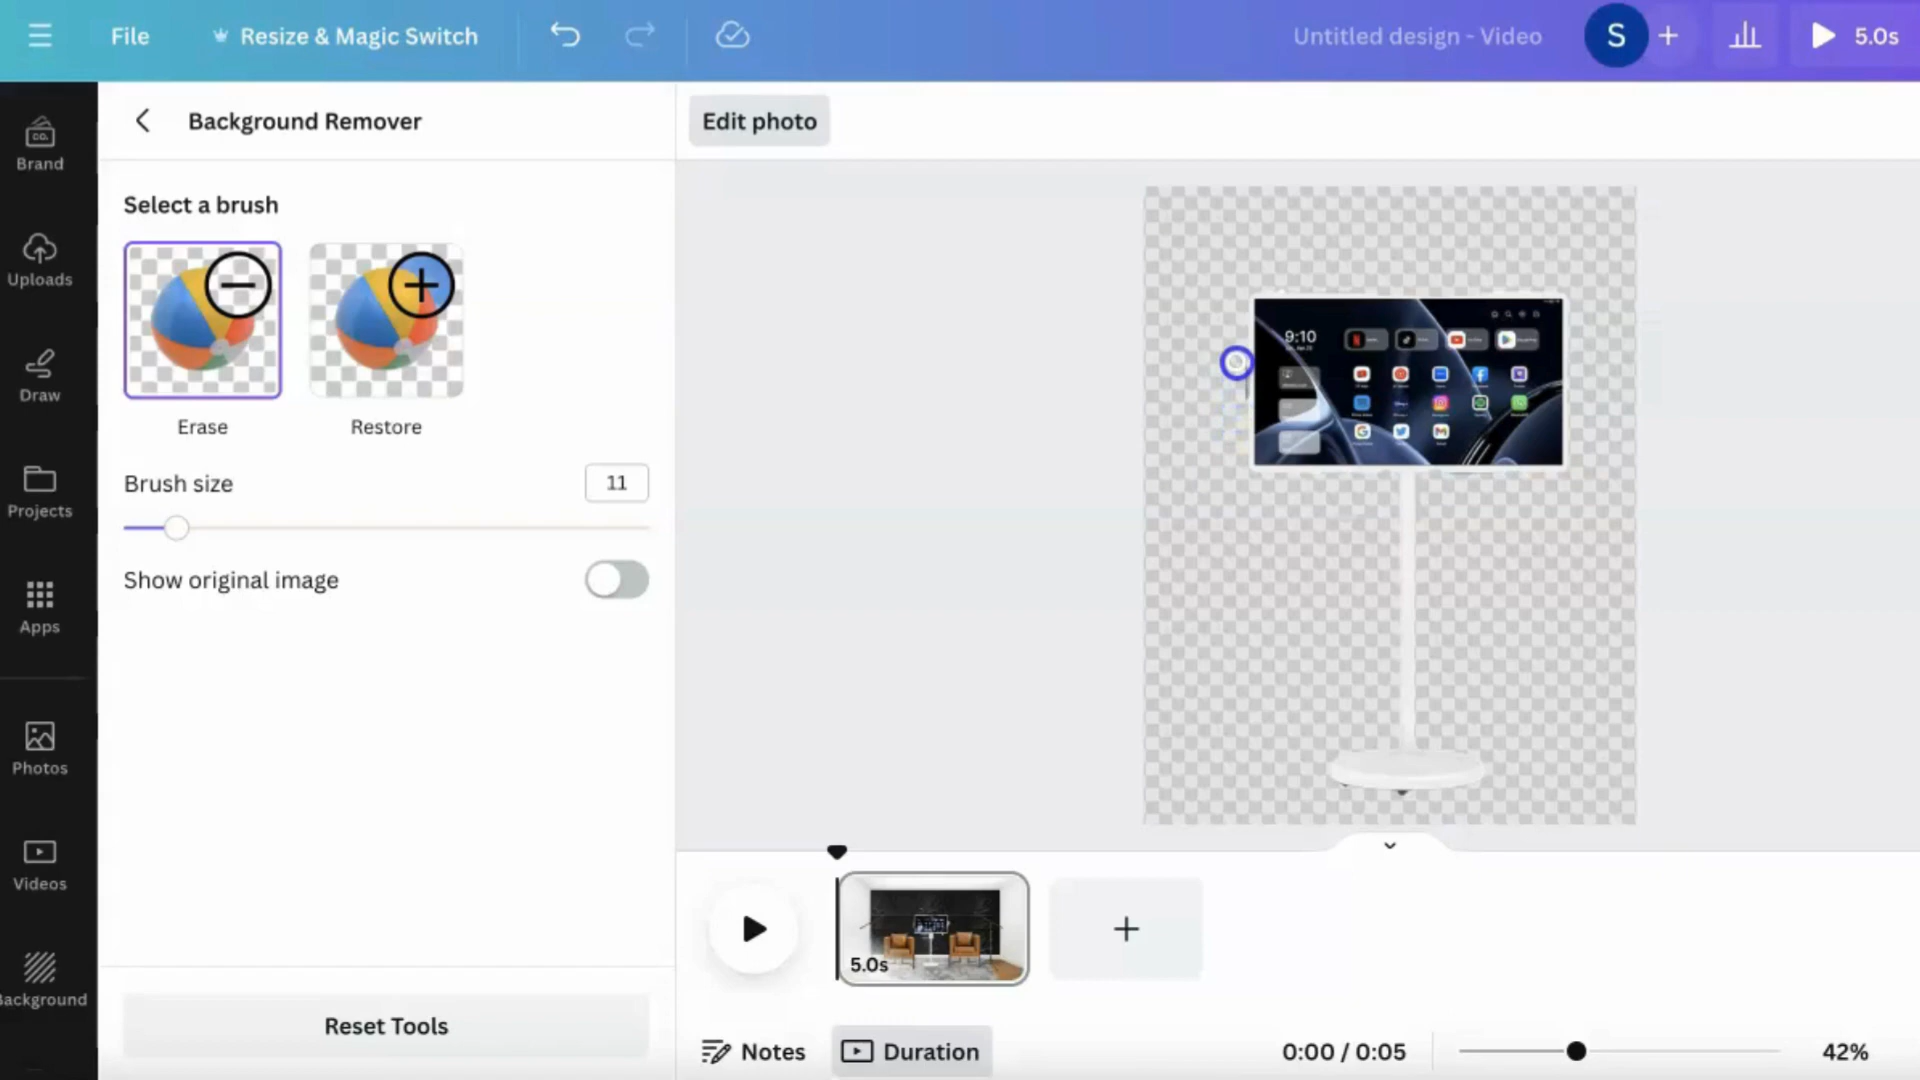 File
Resize & Magic Switch
Untitled design - Video
S
5.0s
Brand
Uploads
Draw
Projects
Apps
Photos
Videos
Background
Background Remover
Select a brush
Erase
Restore
Brush size
11
Show original image
Reset Tools
Edit photo
9:10
5.0s
Notes
Duration
0:00 / 0:05
42%